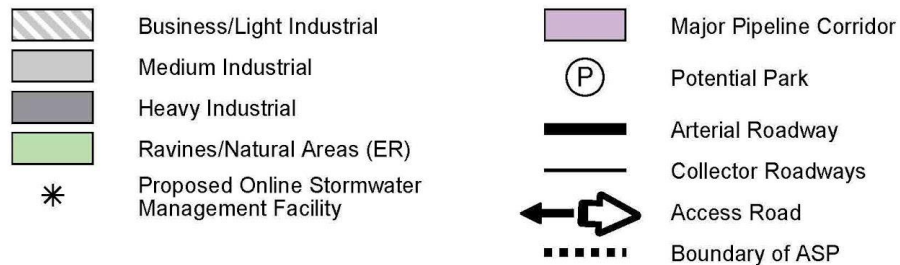 Business/Light Industrial
Medium Industrial
Heavy Industrial
Ravines/Natural Areas (ER)
Proposed Online Stormwater
Management Facility
Major Pipeline Corridor
P
Potential Park
Arterial Roadway
Collector Roadways
Access Road
Boundary of ASP